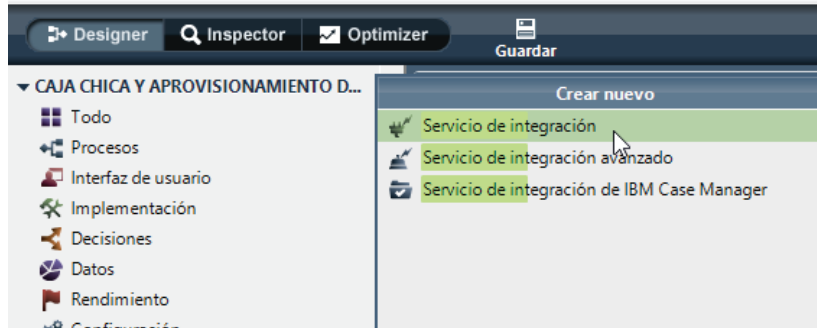 Designer Inspector Optimizer Guardar
CAJA CHICA Y APROVISIONAMIENTO D...
Todo
Procesos
Interfaz de usuario
Implementación
Decisiones
Datos
Rendimiento
Configuración
Crear nuevo
Servicio de integración
Servicio de integración avanzado
Servicio de integración de IBM Case Manager